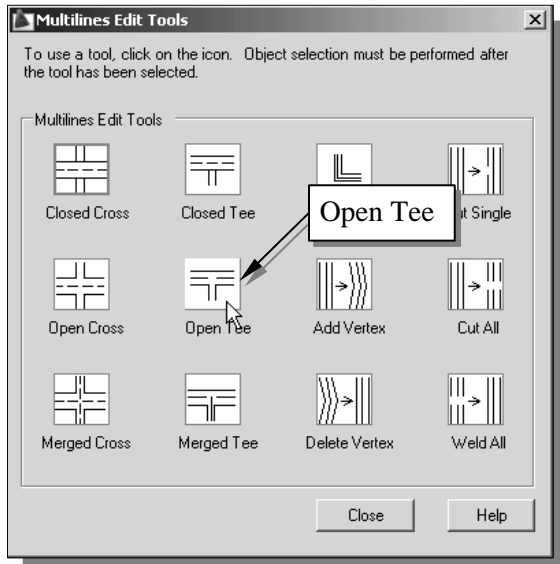 Multilines Edit Tools
To use a tool, click on the icon. Object selection must be performed after
the tool has been selected.
Multilines Edit Tools
Closed Cross Closed Tee Single
Open Tee
Open Cross Open Tee Add Vertex Cut All
Merged Cross Merged Tee Delete Vertex Weld All
Close Help